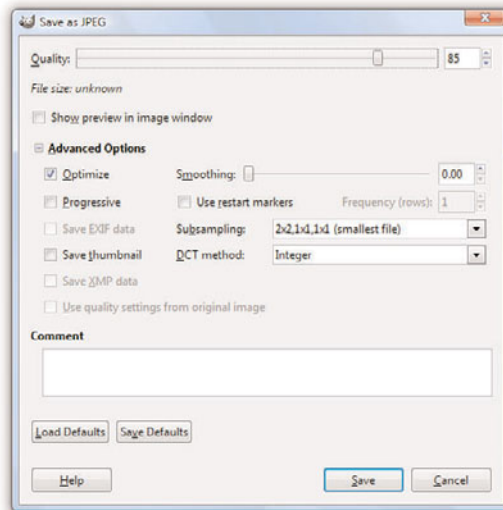 Save as JPEG
Quality: 85
File size: unknown
Show preview in image window
Advanced Options
Optimize Smoothing: 0.00
Progressive Use restart markers Frequency (rows): 1
Save EXIF data Subsampling: 2x2,1x1,1x1 (smallest file)
Save thumbnail DCT method: Integer
Save XMP data
Use quality settings from original image
Comment
Load Defaults Save Defaults
Help Save Cancel